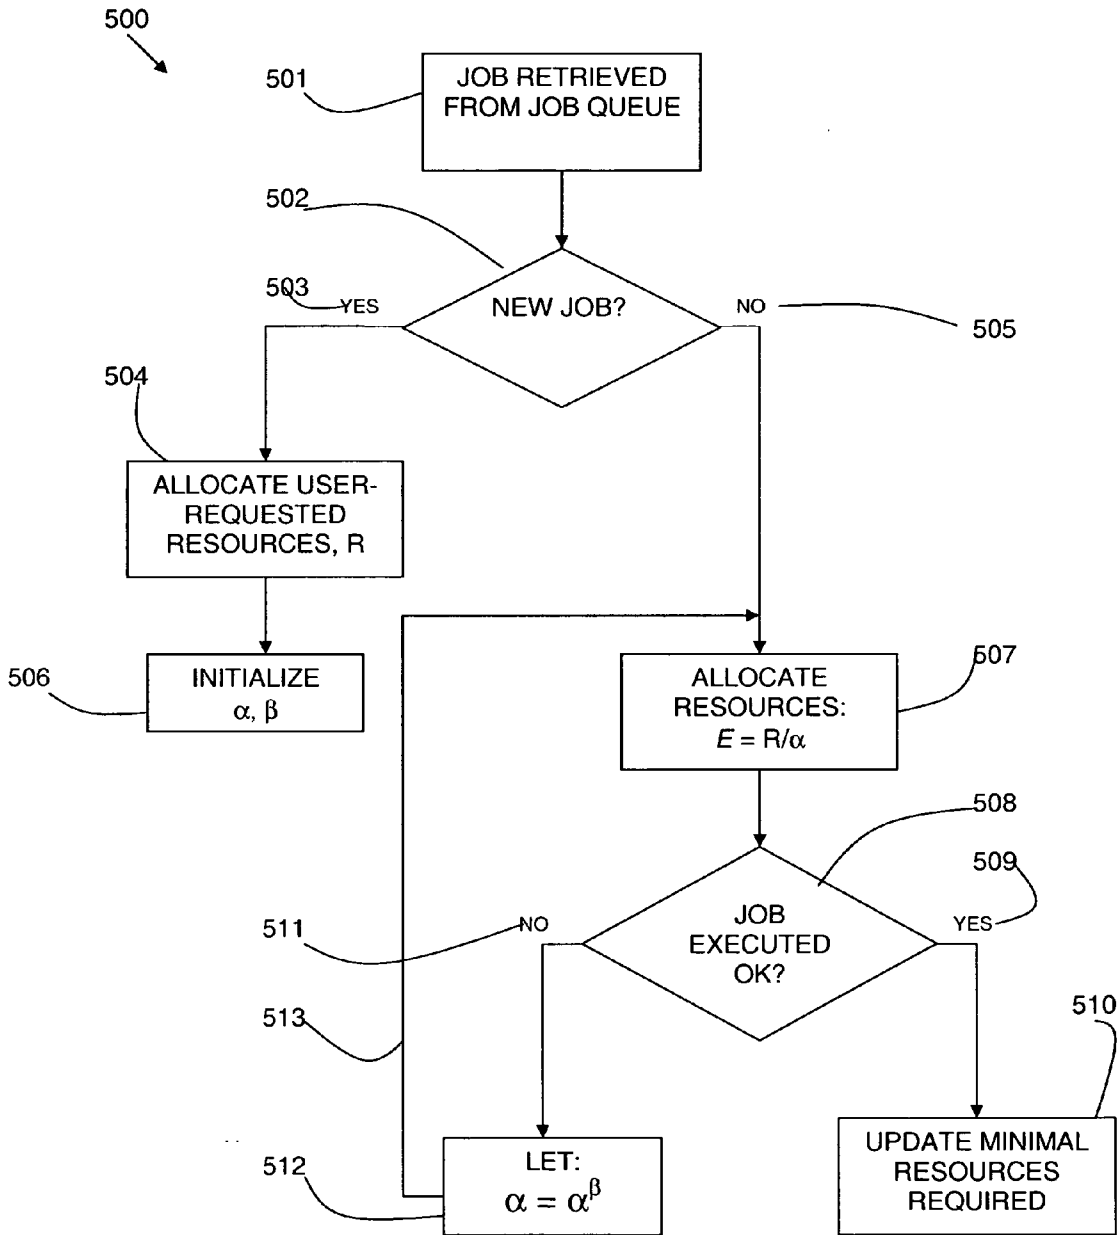 500
501
JOB RETRIEVED
FROM JOB QUEUE
502
503
YES
NEW JOB?
NO
505
504
ALLOCATE USER-
REQUESTED
RESOURCES, R
506
INITIALIZE
α, β
507
ALLOCATE
RESOURCES:
E = R/α
508
509
511
NO
JOB
EXECUTED
OK?
YES
513
510
512
LET:
α = α^β
UPDATE MINIMAL
RESOURCES
REQUIRED